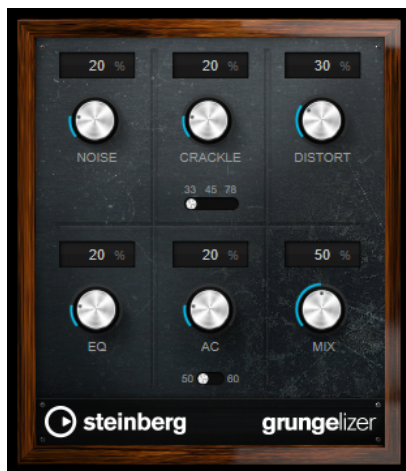 20 % 20 % 30 %
NOISE CRACKLE DISTORT
33 45 78
20 % 20 % 50 %
EQ AC MIX
50 60
steinberg grungelizer